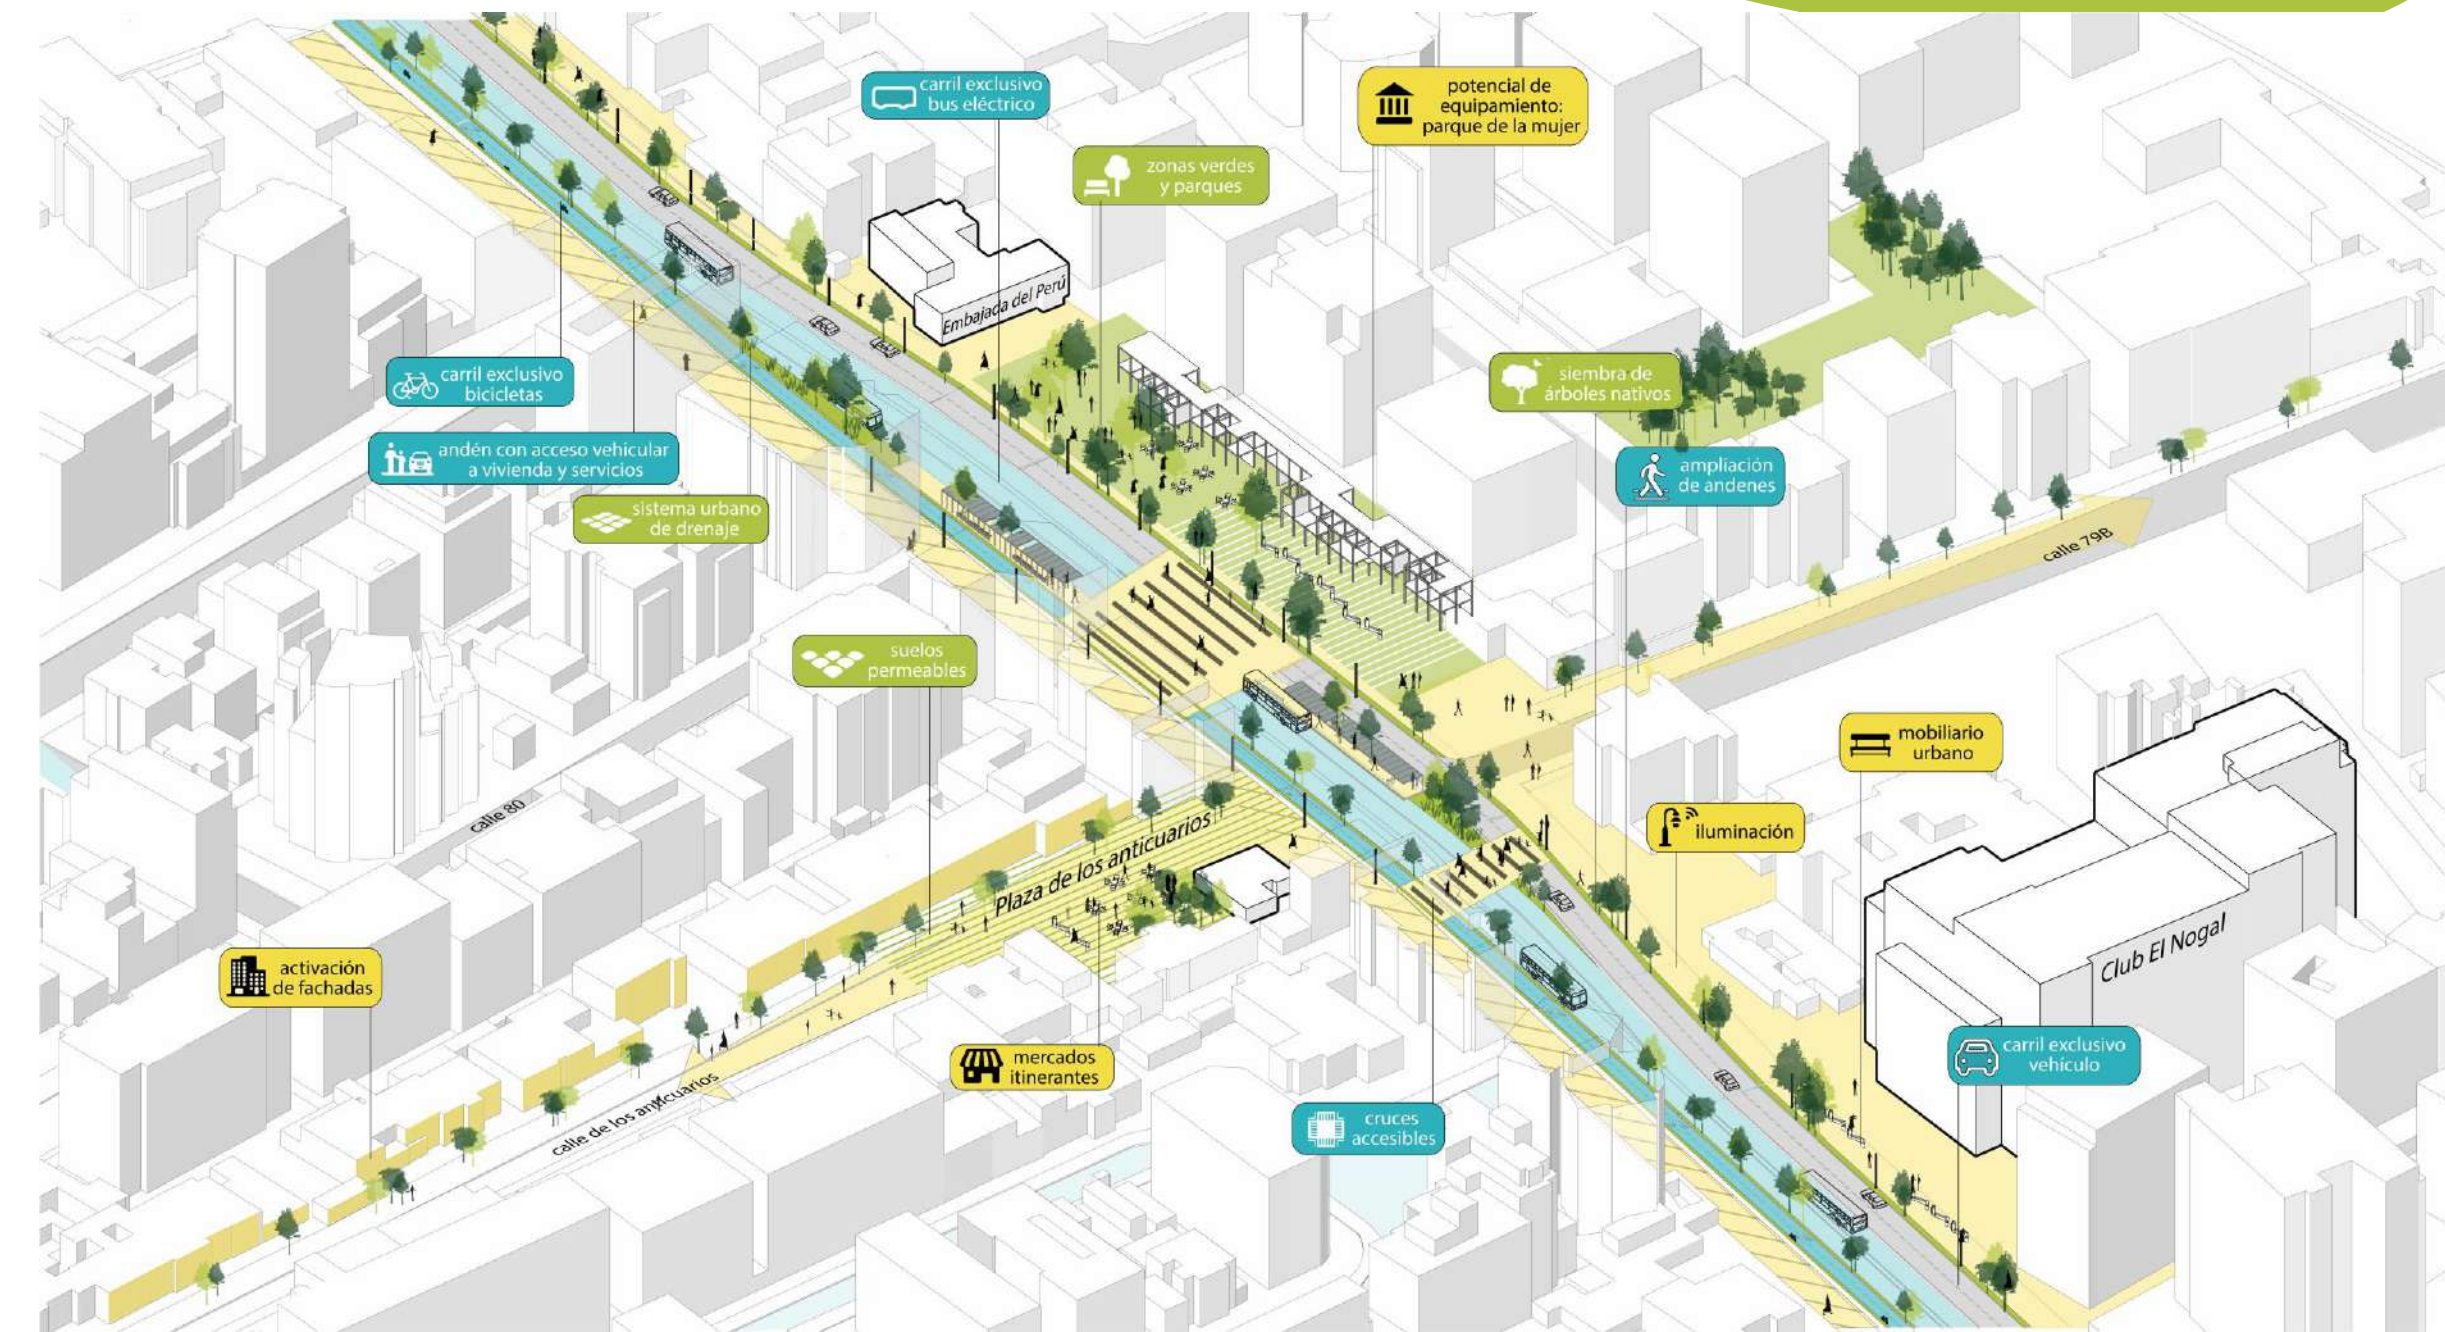 carril exclusivo
bus eléctrico
potencial de
equipamiento:
parque de la mujer
zonas verdes
y parques
Embajada del Perú
carril exclusivo
bicicletas
siembra de
árboles nativos
andén con acceso vehicular
a vivienda y servicios
ampliación
de andenes
sistema urbano
de drenaje
calle 79B
suelos
permeables
mobiliario
urbano
calle 80
iluminación
Plaza de los anticuarios
Club El Nogal
activación
de fachadas
carril exclusivo
vehículo
mercados
itinerantes
calle de los anticuarios
cruces
accesibles